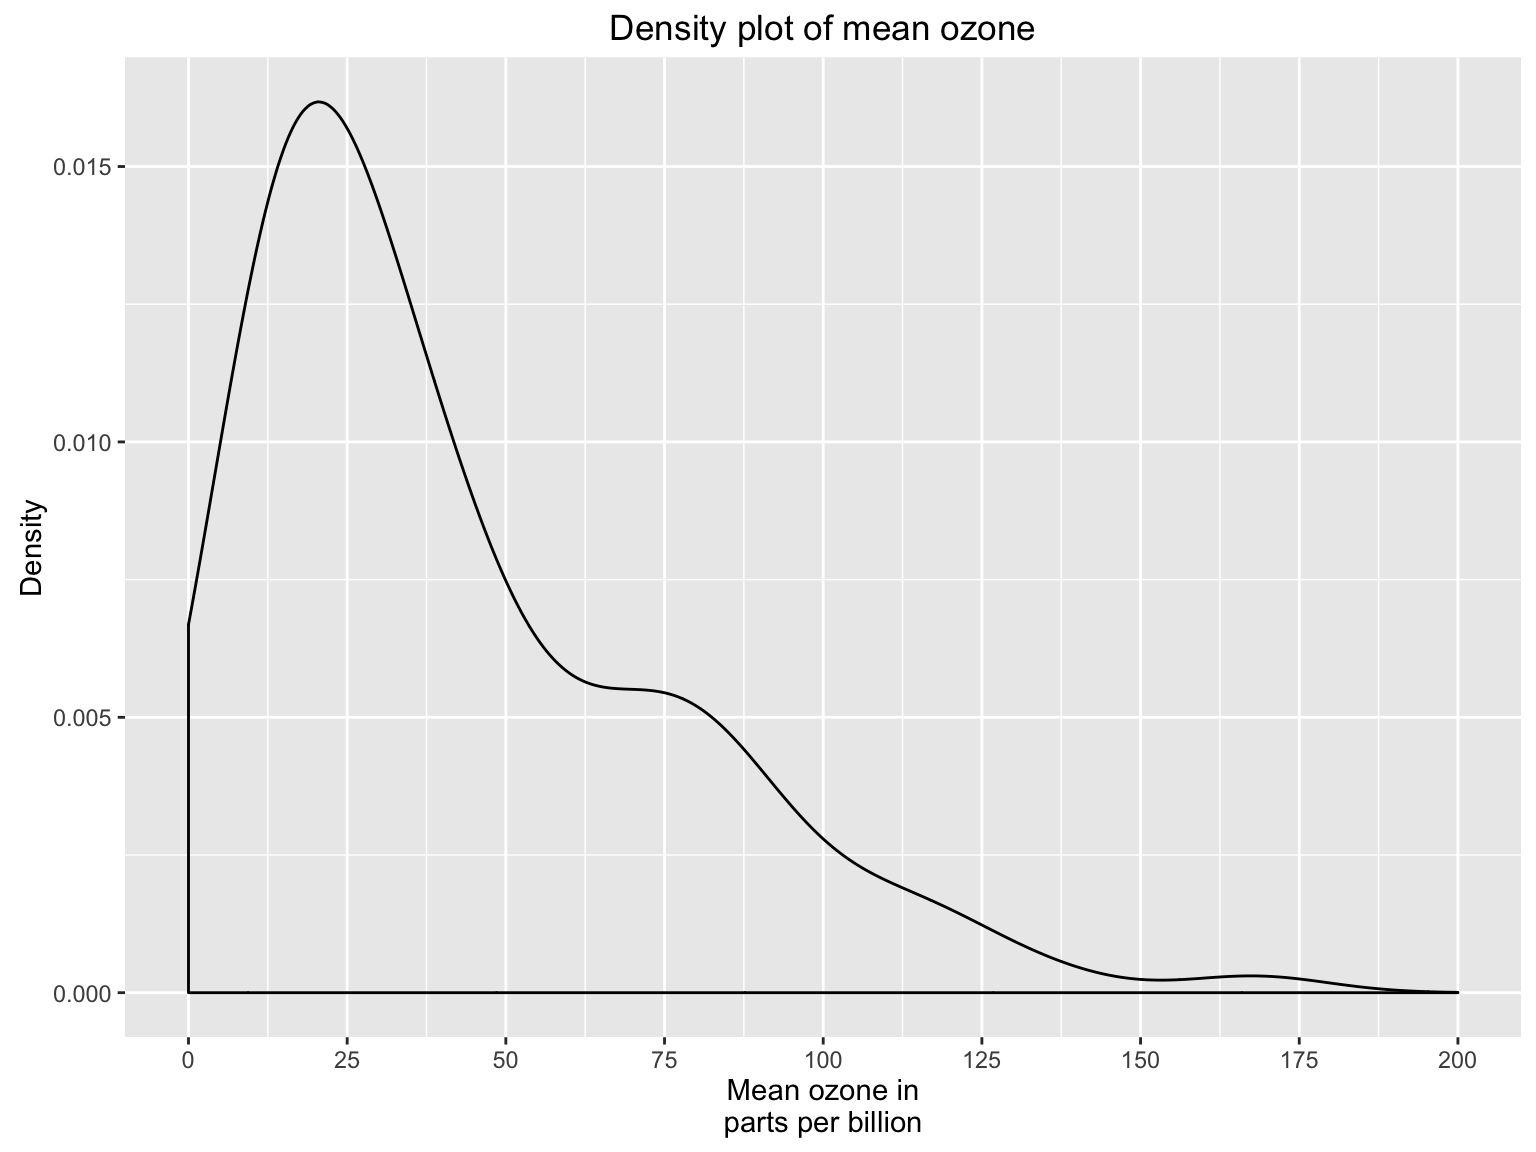 Density plot of mean ozone
Density
0.015
0.010
0.005
0.000
0 25 50 75 100 125 150 175 200
Mean ozone in
parts per billion